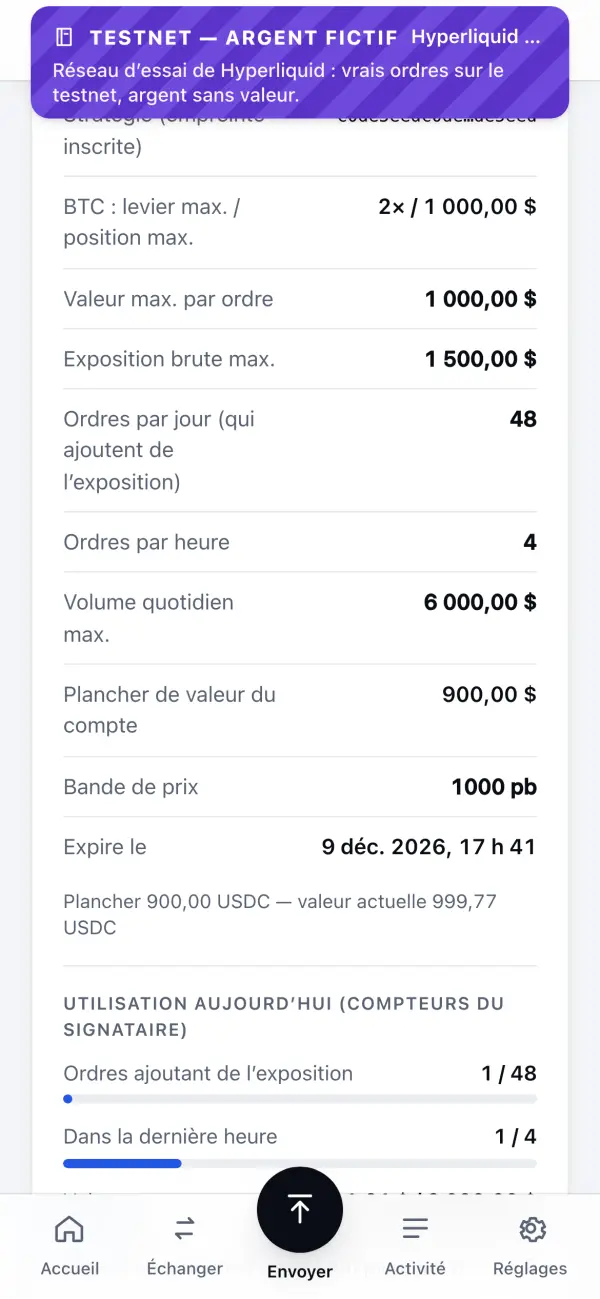 TESTNET — ARGENT FICTIF Hyperliquid ...
Réseau d’essai de Hyperliquid : vrais ordres sur le
testnet, argent sans valeur.
inscrite)
BTC : levier max. /
position max.
2× / 1 000,00 $
Valeur max. par ordre
1 000,00 $
Exposition brute max.
1 500,00 $
Ordres par jour (qui
ajoutent de
l’exposition)
48
Ordres par heure
4
Volume quotidien
max.
6 000,00 $
Plancher de valeur du
compte
900,00 $
Bande de prix
1000 pb
Expire le
9 déc. 2026, 17 h 41
Plancher 900,00 USDC — valeur actuelle 999,77
USDC
UTILISATION AUJOURD’HUI (COMPTEURS DU
SIGNATAIRE)
Ordres ajoutant de l’exposition
1 / 48
Dans la dernière heure
1 / 4
Accueil
Échanger
Envoyer
Activité
Réglages